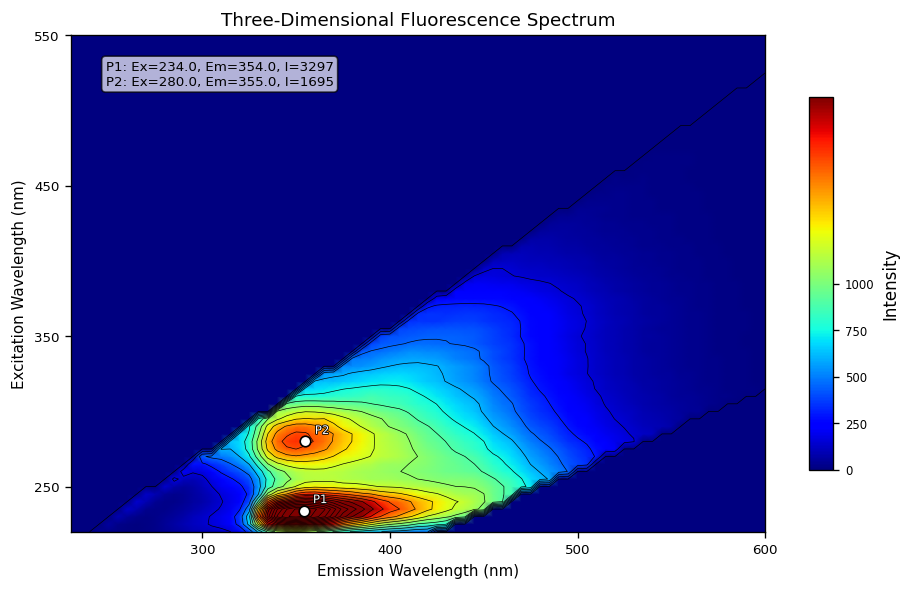 Three-Dimensional Fluorescence Spectrum
550
P1: Ex=234.0, Em=354.0, I=3297
P2: Ex=280.0, Em=355.0, I=1695
450
350
250
Excitation Wavelength (nm)
P2
P1
300
400
500
600
Emission Wavelength (nm)
1000
750
500
250
0
Intensity